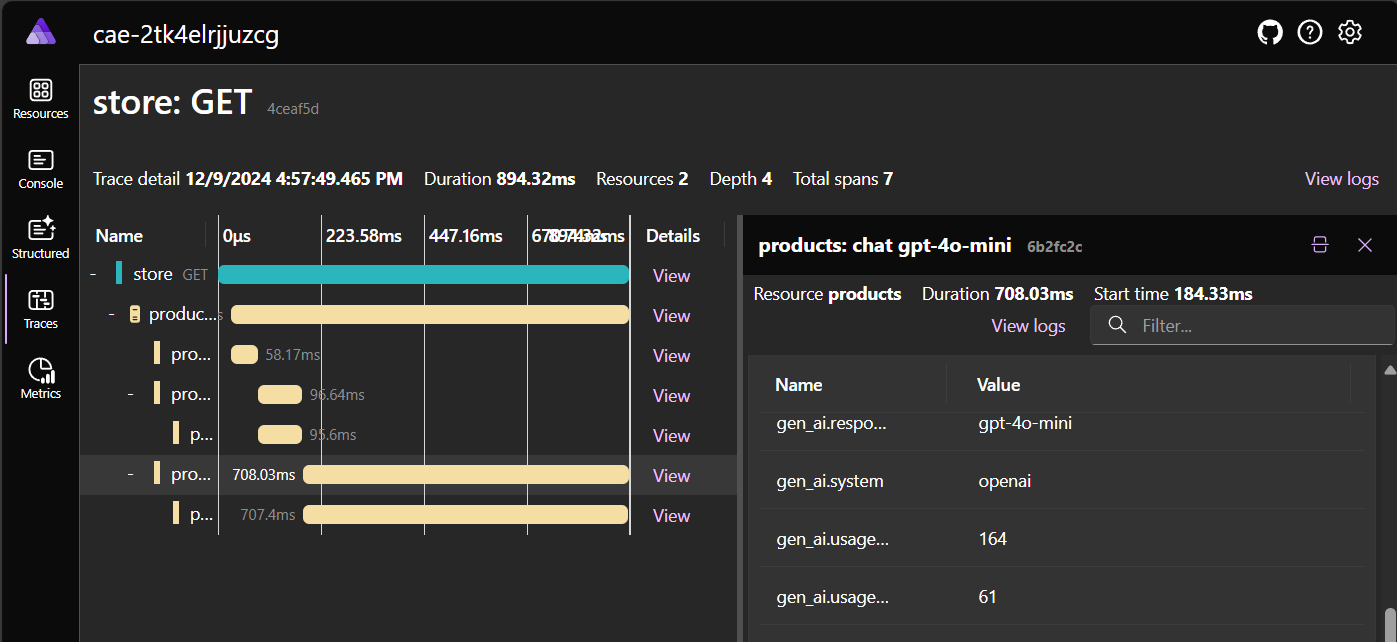 cae-2tk4elrjjuzcg
Resources
Console
Structured
Traces
Metrics
store: GET 4ceaf5d
Trace detail 12/9/2024 4:57:49.465 PM Duration 894.32ms Resources 2 Depth 4 Total spans 7 View logs
Name 0μs 223.58ms 447.16ms 894.32ms Details
- store GET View
- produc... View
pro... 58.17ms View
- pro... 96.64ms View
p... 95.6ms View
- pro... 708.03ms View
p... 707.4ms View
products: chat gpt-4o-mini 6b2fc2c
Resource products Duration 708.03ms Start time 184.33ms
View logs Filter...
Name Value
gen_ai.respo... gpt-4o-mini
gen_ai.system openai
gen_ai.usage... 164
gen_ai.usage... 61